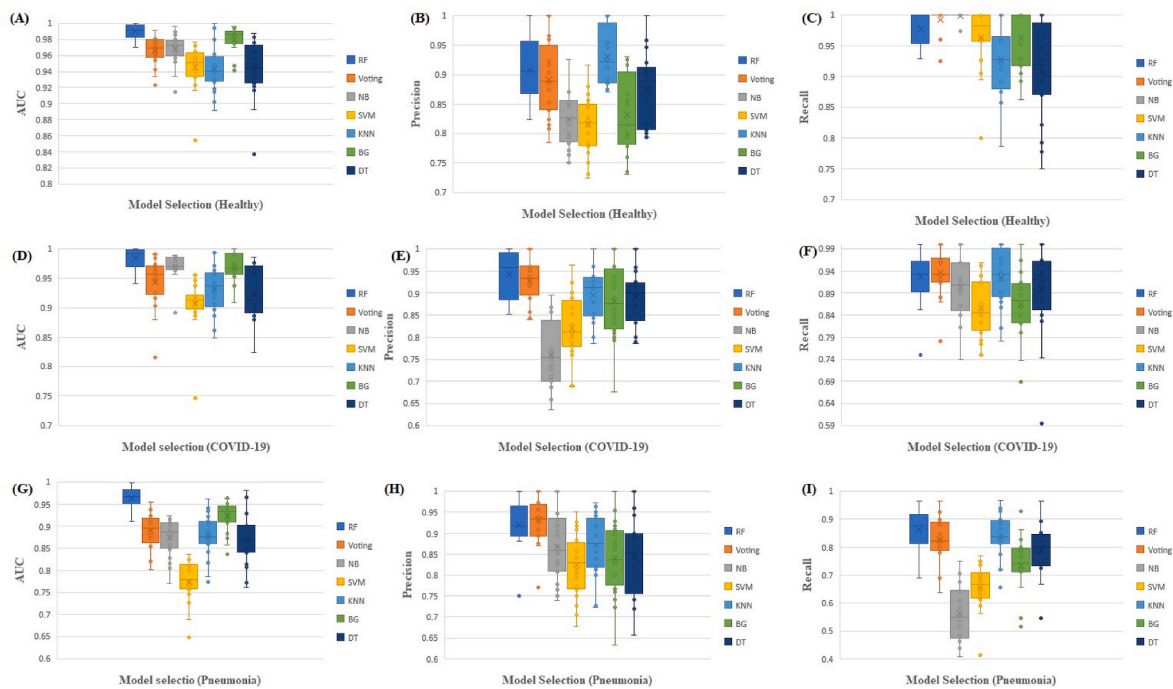 (A)
1
0.98
0.96
0.94
0.92
0.9
0.88
0.86
0.84
0.82
0.8
AUC
Model Selection (Healthy)
RF
Voting
NB
SVM
KNN
BG
DT
(B)
1
0.95
0.9
0.85
0.8
0.75
0.7
Precision
Model Selection (Healthy)
RF
Voting
NB
SVM
KNN
BG
DT
(C)
1
0.95
0.9
0.85
0.8
0.75
0.7
Recall
Model Selection (Healthy)
RF
Voting
NB
SVM
KNN
BG
DT
(D)
1
0.95
0.9
0.85
0.8
0.75
0.7
AUC
Model selection (COVID-19)
RF
Voting
NB
SVM
KNN
BG
DT
(E)
1
0.95
0.9
0.85
0.8
0.75
0.7
0.65
0.6
Precision
Model Selection (COVID-19)
RF
Voting
NB
SVM
KNN
BG
DT
(F)
0.99
0.94
0.89
0.84
0.79
0.74
0.69
0.64
0.59
Recall
Model Selection (COVID-19)
RF
Voting
NB
SVM
KNN
BG
DT
(G)
1
0.95
0.9
0.85
0.8
0.75
0.7
0.65
0.6
AUC
Model selectio (Pneumonia)
RF
Voting
NB
SVM
KNN
BG
DT
(H)
1
0.95
0.9
0.85
0.8
0.75
0.7
0.65
0.6
Precision
Model Selection (Pneumonia)
RF
Voting
NB
SVM
KNN
BG
DT
(I)
1
0.9
0.8
0.7
0.6
0.5
0.4
Recall
Model Selection (Pneumonia)
RF
Voting
NB
SVM
KNN
BG
DT